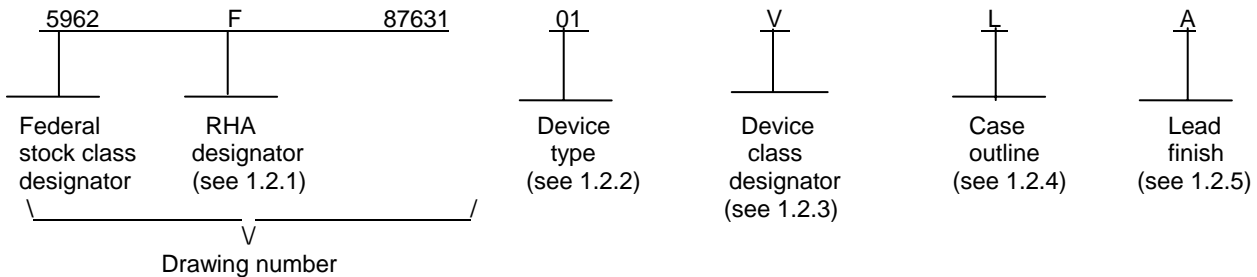 5962 F 87631 01 V L A
Federal stock class designator
RHA designator (see 1.2.1)
Device type (see 1.2.2)
Device class designator (see 1.2.3)
Case outline (see 1.2.4)
Lead finish (see 1.2.5)
Drawing number